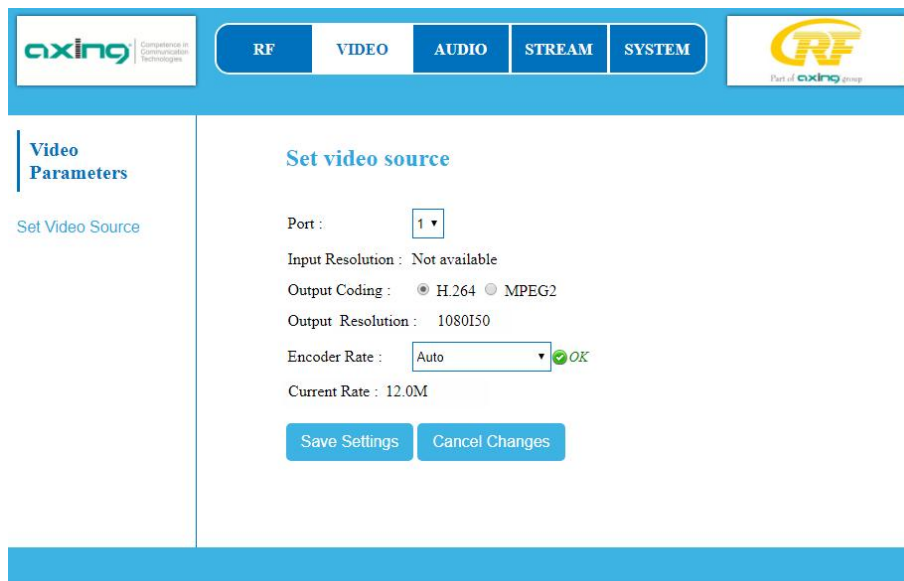 axing Competence in
Communication
Technologies
RF VIDEO AUDIO STREAM SYSTEM
CRF
Part of axing group
Video
Parameters
Set Video Source
Set video source
Port : 1
Input Resolution : Not available
Output Coding : H.264 MPEG2
Output Resolution : 1080I50
Encoder Rate : Auto OK
Current Rate : 12.0M
Save Settings Cancel Changes